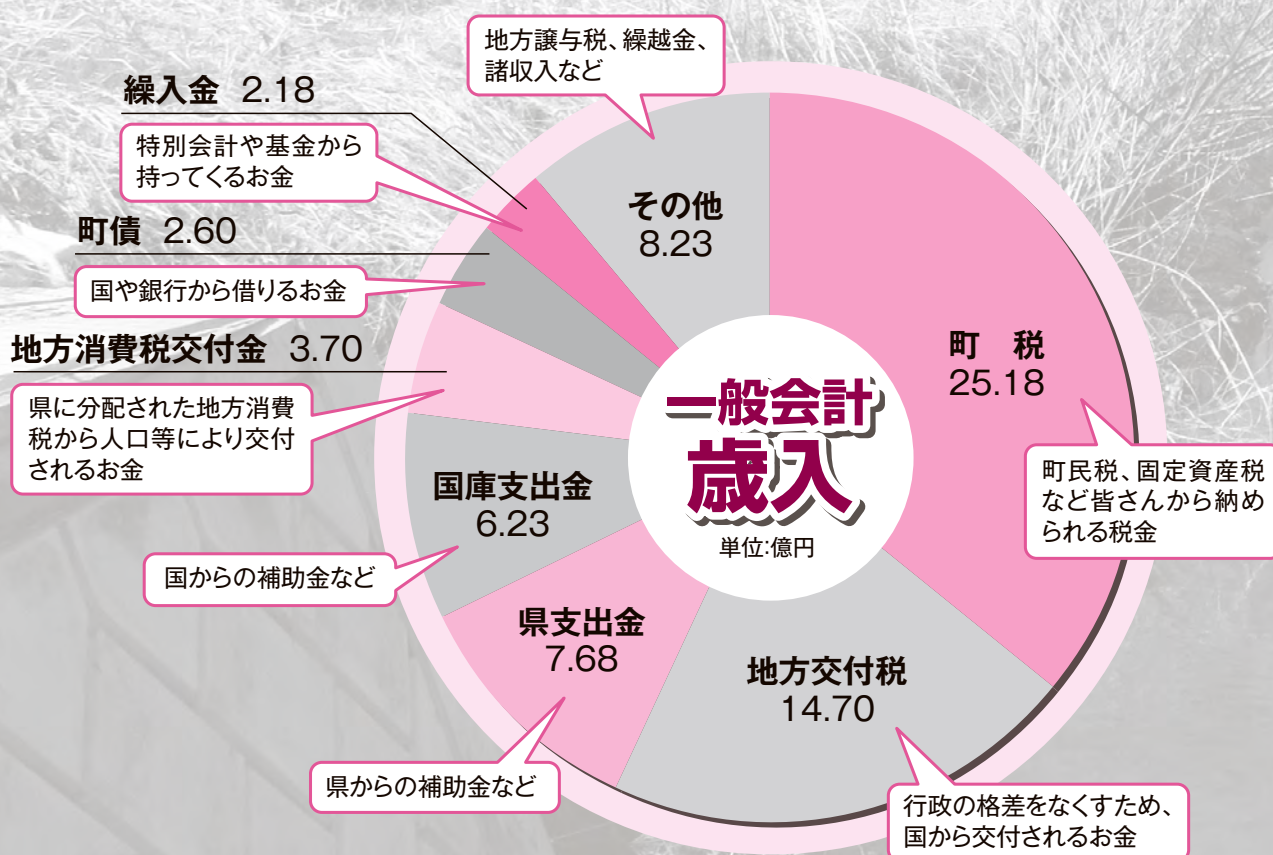 一般会計
歳入
単位:億円
町　税
25.18
町民税、固定資産税
など皆さんから納め
られる税金
地方交付税
14.70
行政の格差をなくすため、
国から交付されるお金
県支出金
7.68
県からの補助金など
国庫支出金
6.23
国からの補助金など
地方消費税交付金 3.70
県に分配された地方消費
税から人口等により交付
されるお金
町債 2.60
国や銀行から借りるお金
繰入金 2.18
特別会計や基金から
持ってくるお金
その他
8.23
地方譲与税、繰越金、
諸収入など